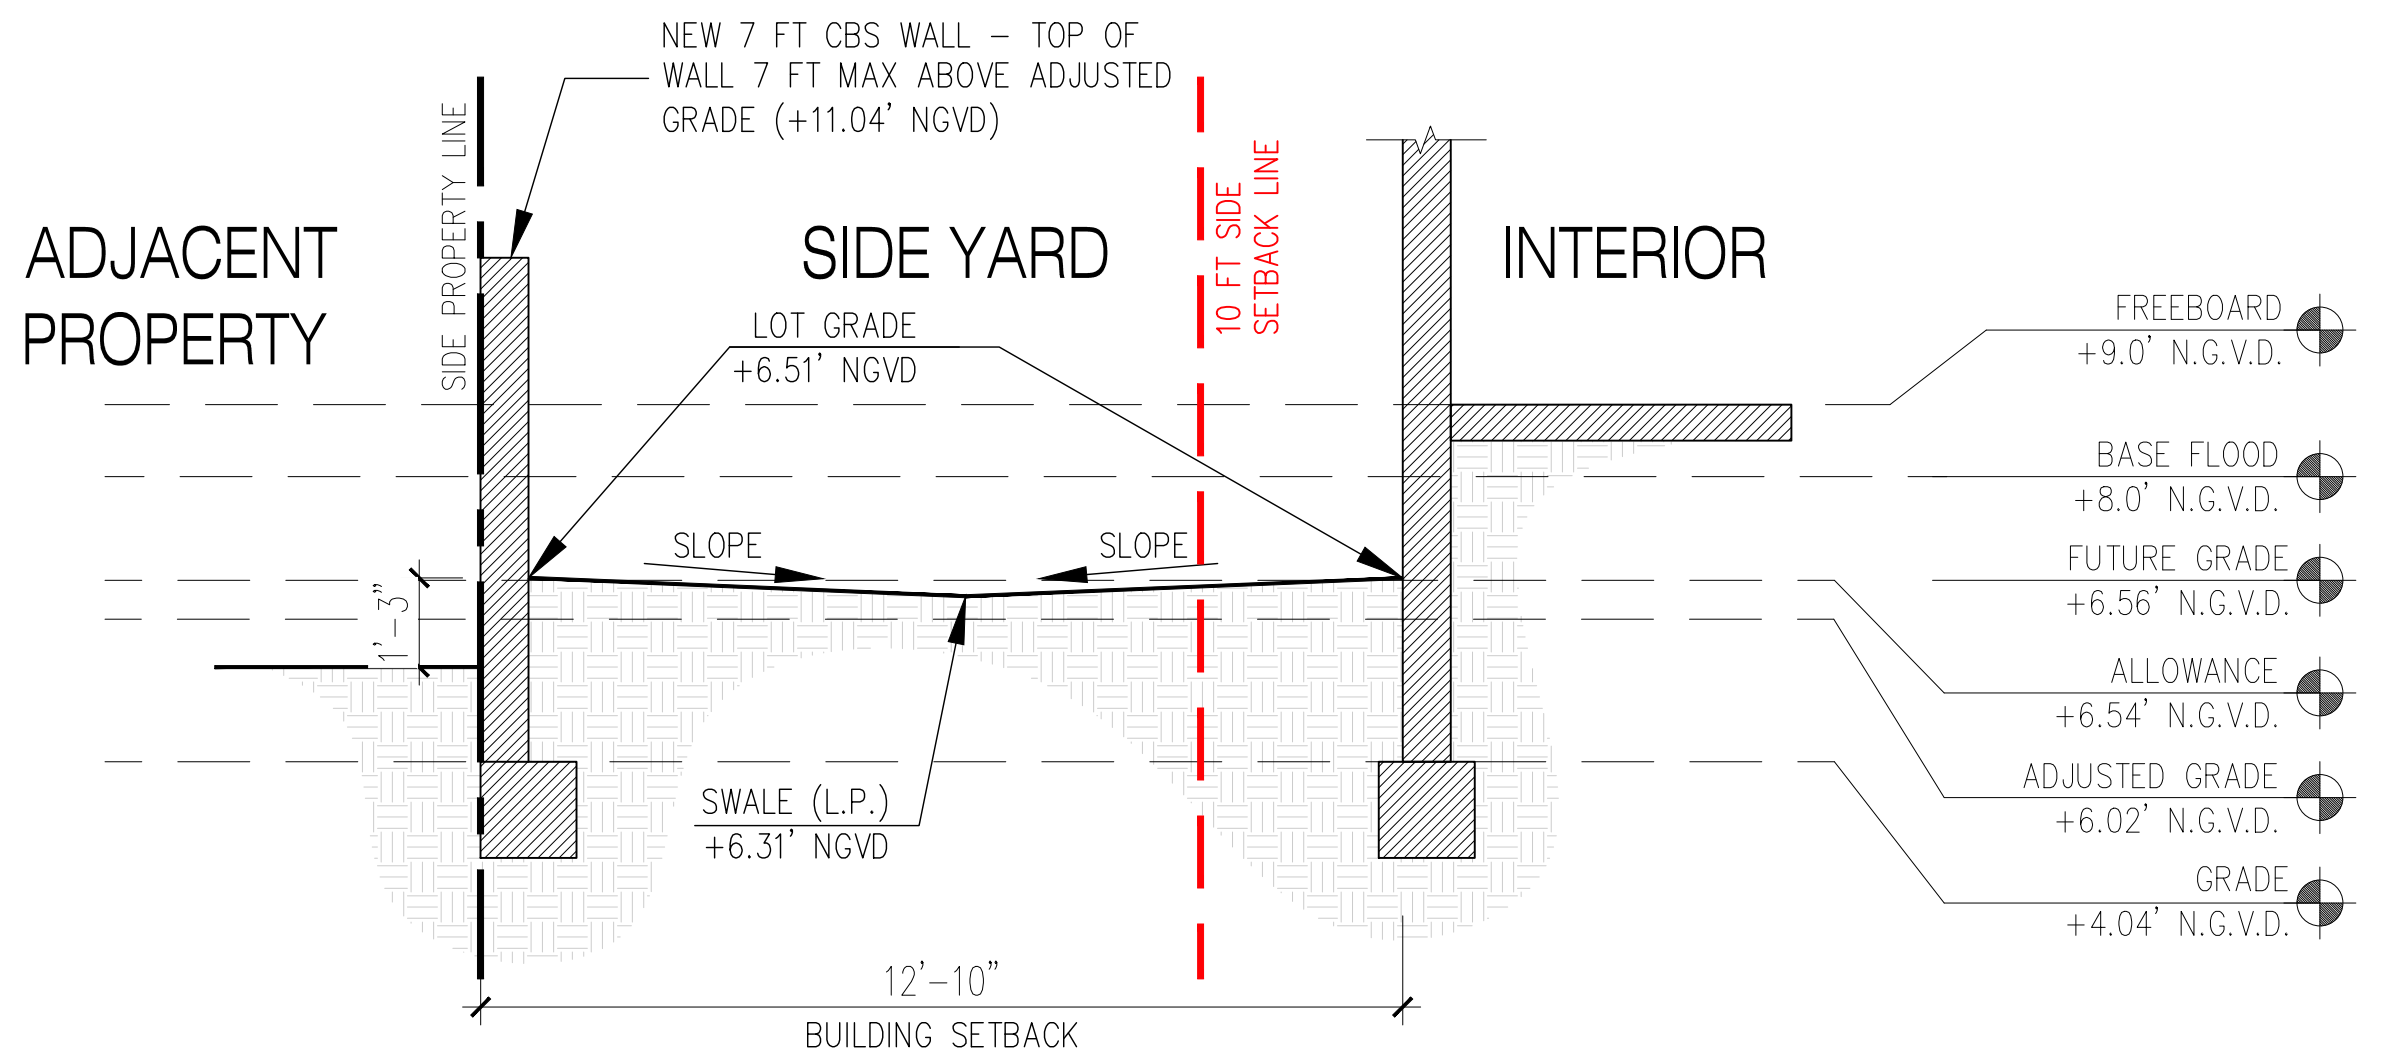 NEW 7 FT CBS WALL – TOP OF
WALL 7 FT MAX ABOVE ADJUSTED
GRADE (+11.04' NGVD)
SIDE PROPERTY LINE
ADJACENT
PROPERTY
SIDE YARD
10 FT SIDE
SETBACK LINE
INTERIOR
LOT GRADE
+6.51' NGVD
SLOPE
SLOPE
1'-3"
SWALE (L.P.)
+6.31' NGVD
12'-10"
BUILDING SETBACK
FREEBOARD
+9.0' N.G.V.D.
BASE FLOOD
+8.0' N.G.V.D.
FUTURE GRADE
+6.56' N.G.V.D.
ALLOWANCE
+6.54' N.G.V.D.
ADJUSTED GRADE
+6.02' N.G.V.D.
GRADE
+4.04' N.G.V.D.